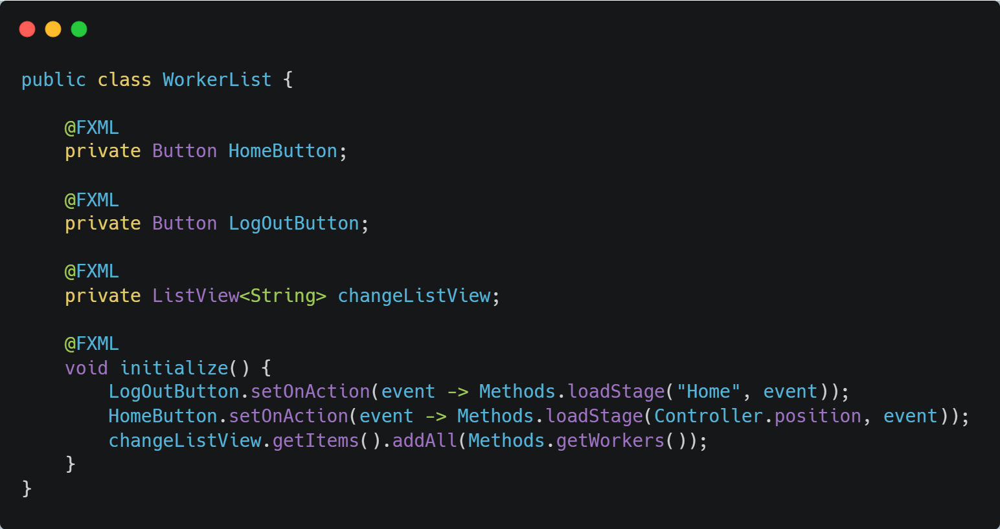 public class WorkerList {
    @FXML
    private Button HomeButton;
    @FXML
    private Button LogOutButton;
    @FXML
    private ListView<String> changeListView;
    @FXML
    void initialize() {
        LogOutButton.setOnAction(event -> Methods.loadStage("Home", event));
        HomeButton.setOnAction(event -> Methods.loadStage(Controller.position, event));
        changeListView.getItems().addAll(Methods.getWorkers());
    }
}